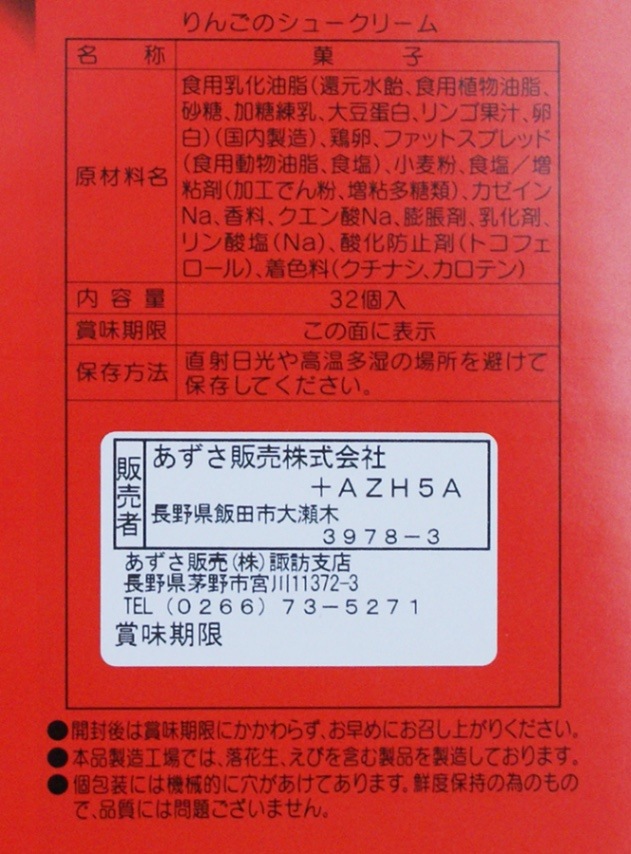 りんごのシュークリーム
名称 菓子
原材料名
食用乳化油脂(還元水飴、食用植物油脂、
砂糖、加糖練乳、大豆蛋白、リンゴ果汁、卵
白)(国内製造)、鶏卵、ファットスプレッド
(食用動物油脂、食塩)、小麦粉、食塩/増
粘剤(加工でん粉、増粘多糖類)、カゼイン
Na、香料、クエン酸Na、膨脹剤、乳化剤、
リン酸塩(Na)、酸化防止剤(トコフェ
ロール)、着色料(クチナシ、カロテン)
内容量 32個入
賞味期限 この面に表示
保存方法
直射日光や高温多湿の場所を避けて
保存してください。
販売者
あずさ販売株式会社
+AZH5A
長野県飯田市大瀬木
3978-3
あずさ販売(株)諏訪支店
長野県茅野市宮川11372-3
TEL(0266)73-5271
賞味期限
●開封後は賞味期限にかかわらず、お早めにお召し上がりください。
●本品製造工場では、落花生、えびを含む製品を製造しております。
●個包装には機械的に穴があけてあります。鮮度保持の為のもの
で、品質には問題ございません。